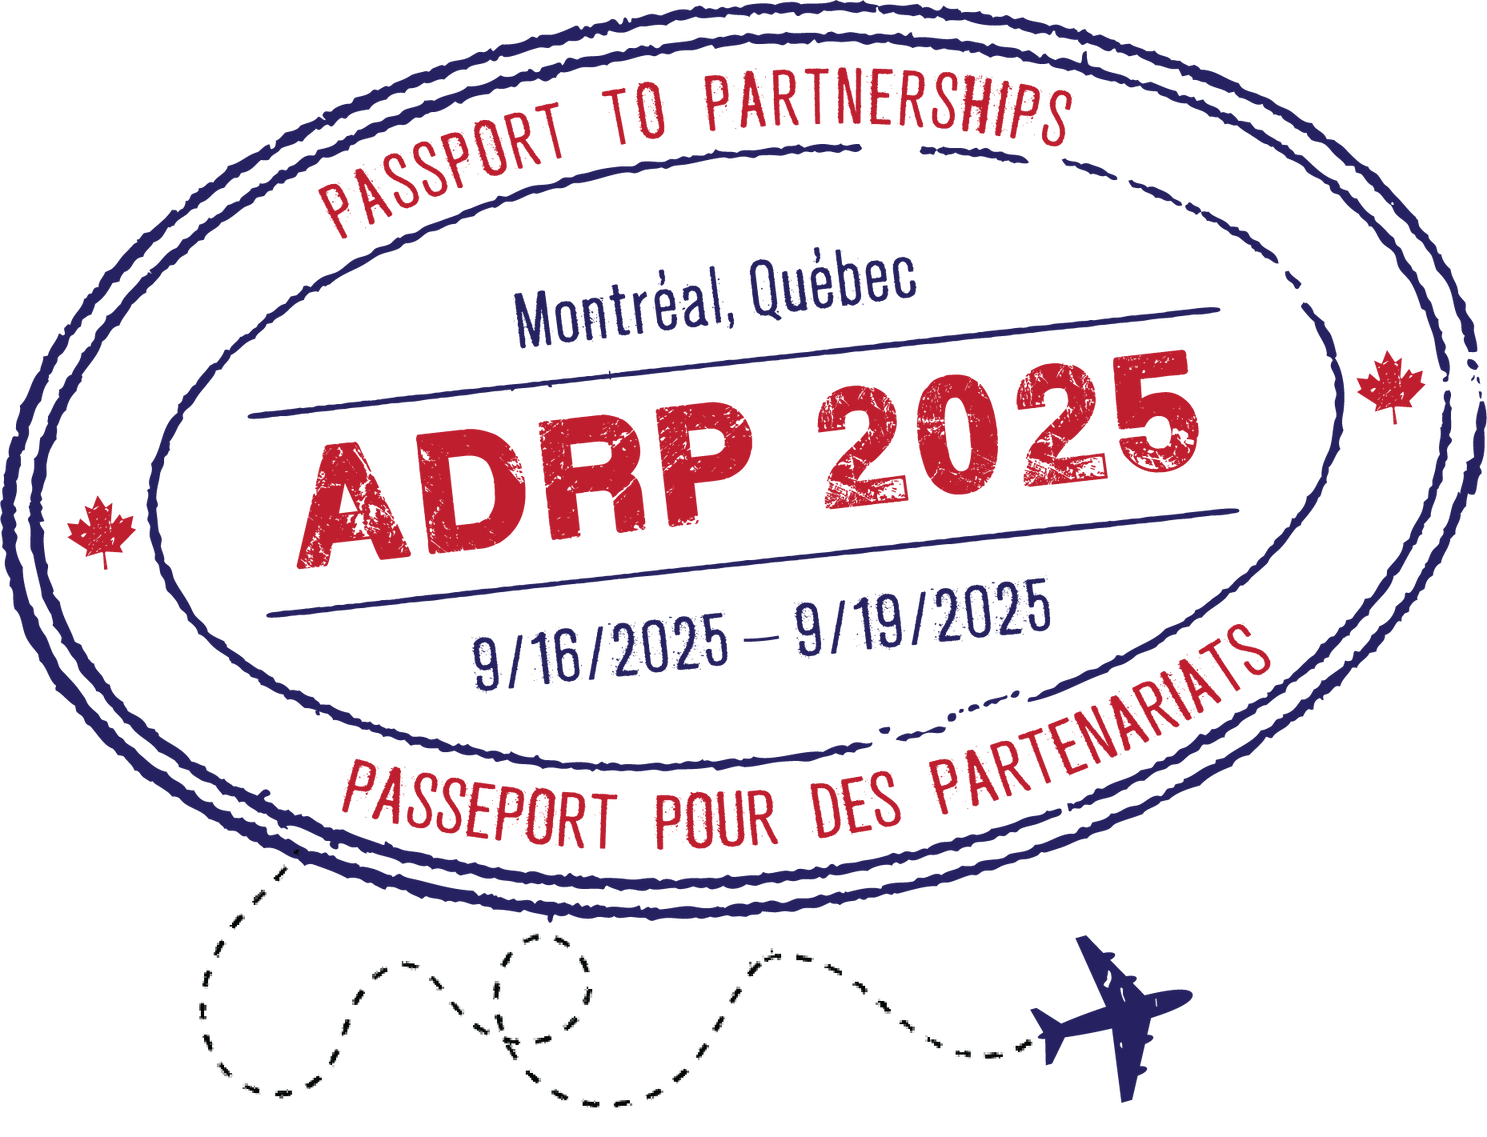 PASSPORT TO PARTNERSHIPS
Montréal, Québec
ADRP 2025
9/16/2025 — 9/19/2025
PASSEPORT POUR DES PARTENARIATS